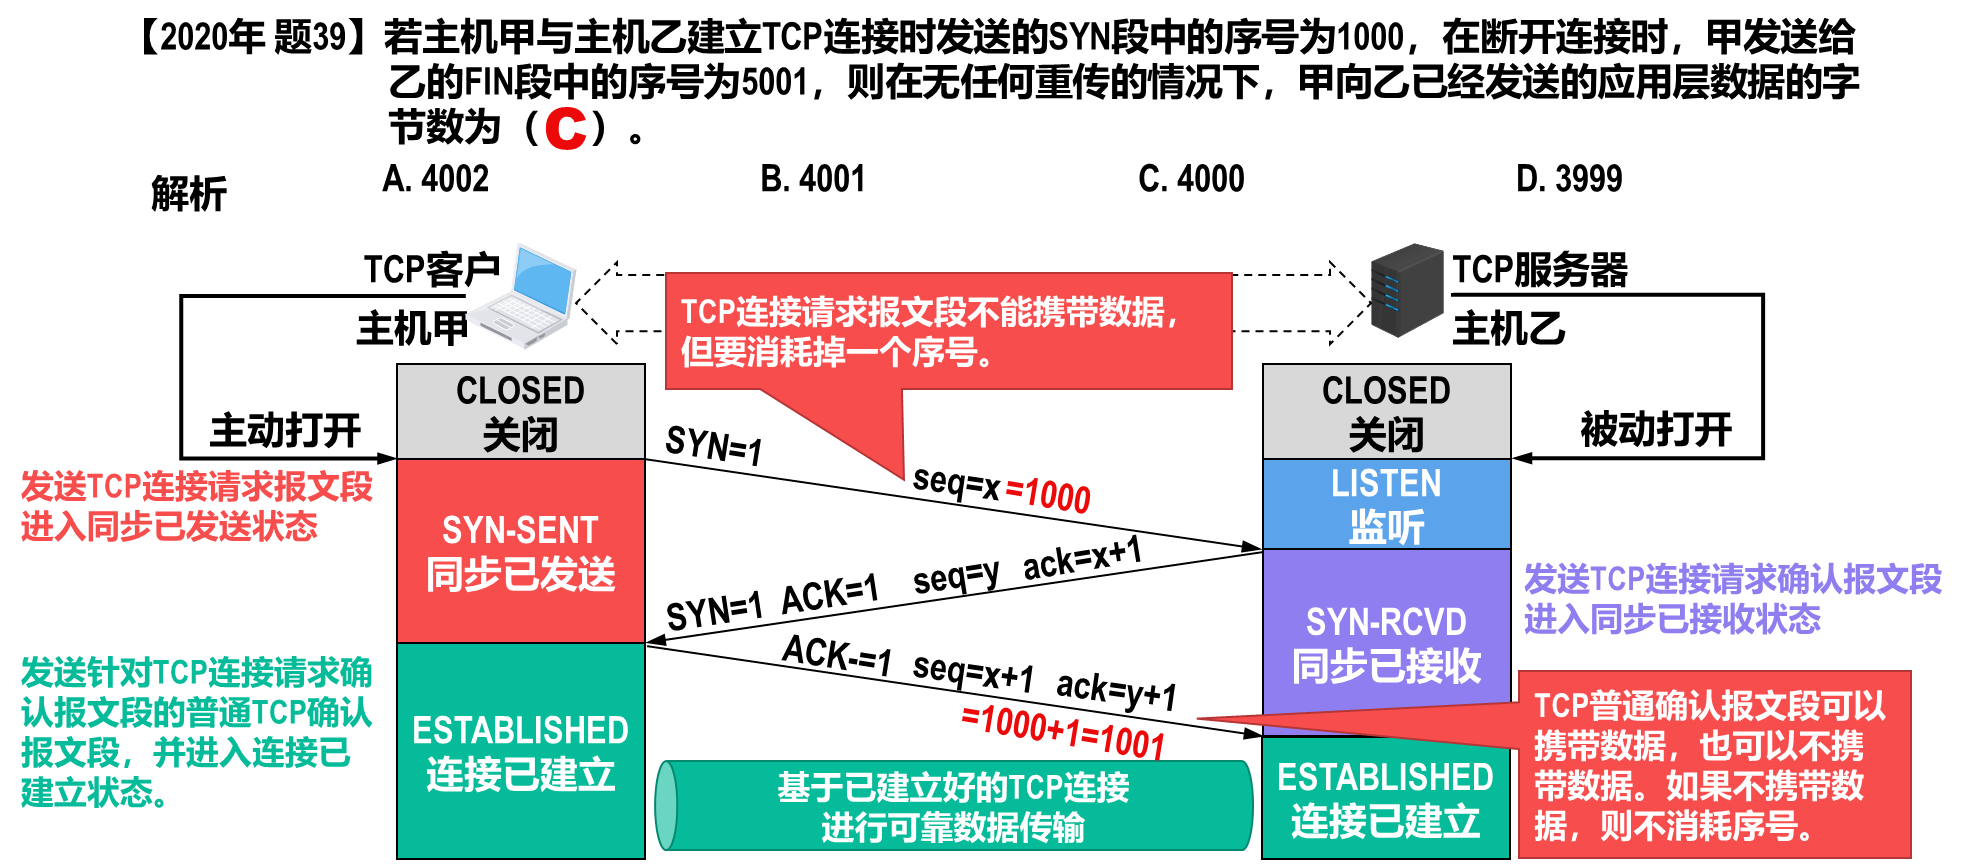 【2020年 题39】若主机甲与主机乙建立TCP连接时发送的SYN段中的序号为1000，在断开连接时，甲发送给
乙的FIN段中的序号为5001，则在无任何重传的情况下，甲向乙已经发送的应用层数据的字
节数为（C）。
A. 4002 B. 4001 C. 4000 D. 3999
解析
TCP客户
主机甲
TCP服务器
主机乙
TCP连接请求报文段不能携带数据，
但要消耗掉一个序号。
CLOSED
关闭
CLOSED
关闭
主动打开
被动打开
发送TCP连接请求报文段
进入同步已发送状态
SYN=1 seq=x =1000
LISTEN
监听
SYN-SENT
同步已发送
SYN=1 ACK=1 seq=y ack=x+1
发送TCP连接请求确认报文段
进入同步已接收状态
SYN-RCVD
同步已接收
ACK-=1 seq=x+1 ack=y+1
=1000+1=1001
发送针对TCP连接请求确
认报文段的普通TCP确认
报文段，并进入连接已
建立状态。
ESTABLISHED
连接已建立
TCP普通确认报文段可以
携带数据，也可以不携
带数据。如果不携带数
据，则不消耗序号。
ESTABLISHED
连接已建立
基于已建立好的TCP连接
进行可靠数据传输